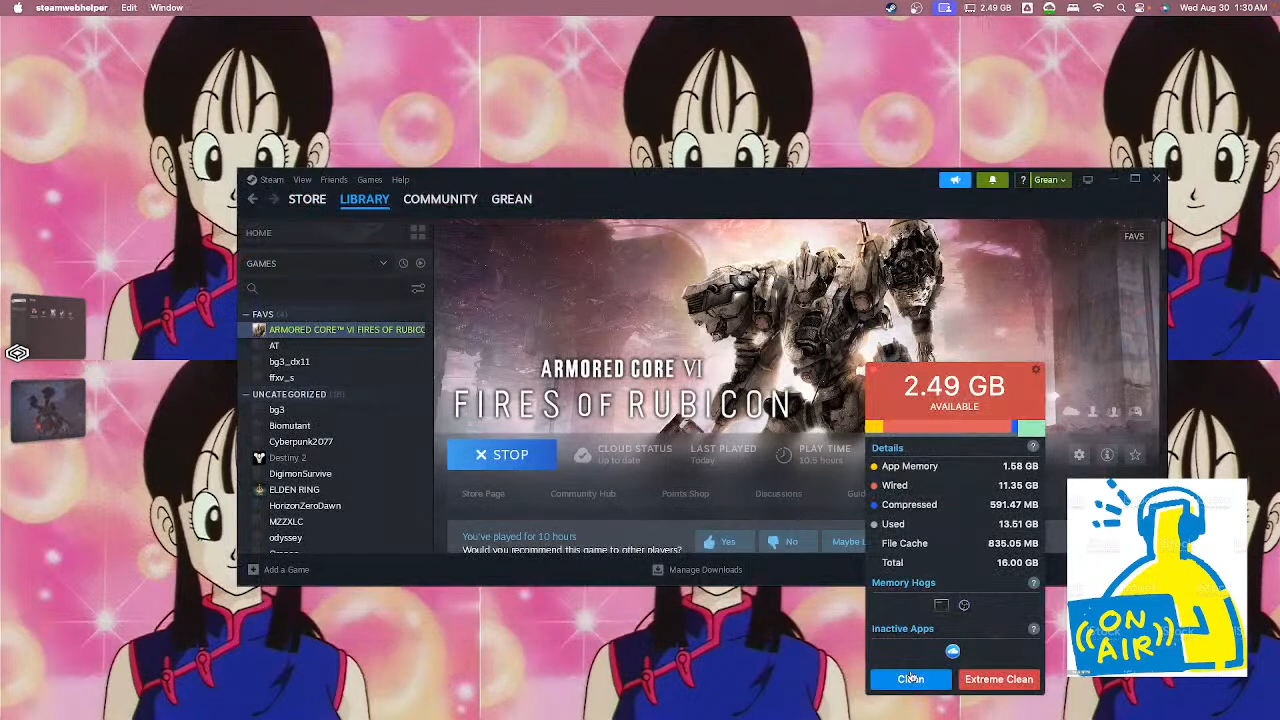 steamwebhelper Edit Window
2.49 GB
Wed Aug 30 1:30 AM
Steam View Friends Games Help
? Grean
STORE LIBRARY COMMUNITY GREAN
HOME
FAVS
GAMES
FAVS (4)
ARMORED CORE™ VI FIRES OF RUBICO
AT
bg3_dx11
ffxv_s
UNCATEGORIZED
bg3
Biomutant
Cyberpunk2077
Destiny 2
DigimonSurvive
ELDEN RING
HorizonZeroDawn
MZZXLC
odyssey
ARMORED CORE VI
FIRES OF RUBICON
STOP
CLOUD STATUS
Up to date
LAST PLAYED
Today
PLAY TIME
10.5 hours
Store Page Community Hub Points Shop Discussions Guid
You've played for 10 hours
Would you recommend this game to other players?
Yes No Maybe L
Add a Game
Manage Downloads
2.49 GB
AVAILABLE
Details ?
App Memory 1.58 GB
Wired 11.35 GB
Compressed 591.47 MB
Used 13.51 GB
File Cache 835.05 MB
Total 16.00 GB
Memory Hogs ?
Inactive Apps ?
Clean Extreme Clean
ON
AIR